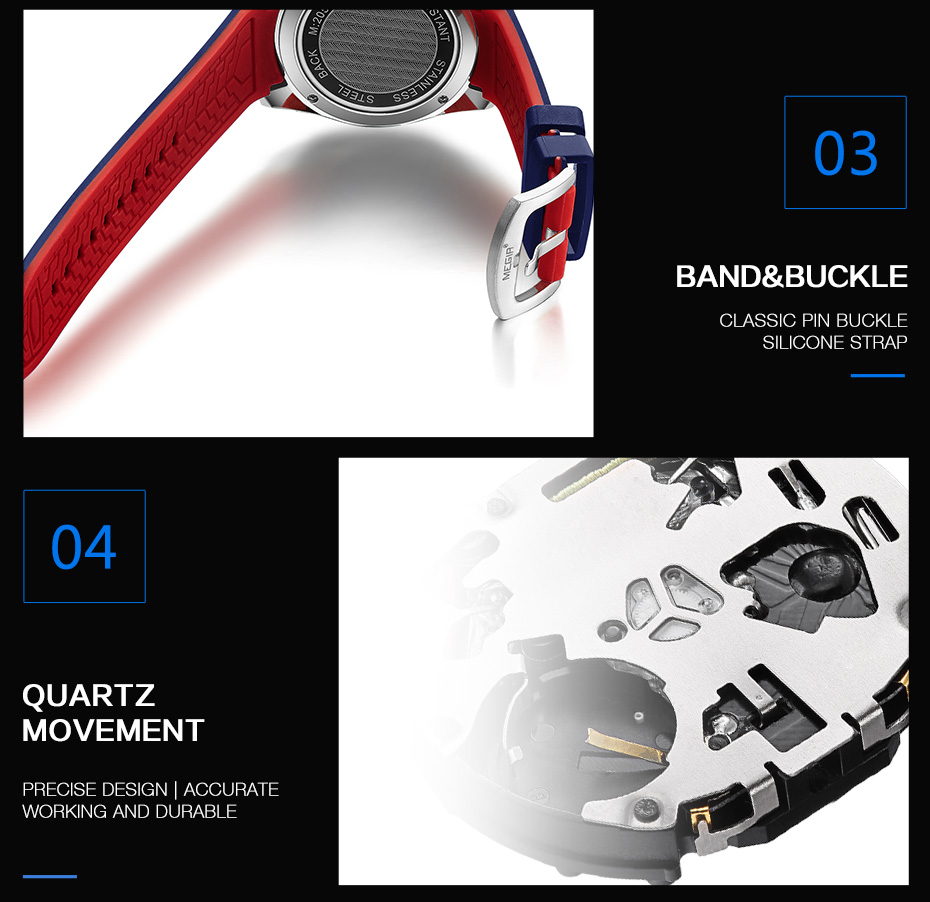 M:20
STANT
STAINLESS
STEEL
BACK
MEGIR®
03
BAND&BUCKLE
CLASSIC PIN BUCKLE
SILICONE STRAP
04
QUARTZ
MOVEMENT
PRECISE DESIGN | ACCURATE
WORKING AND DURABLE